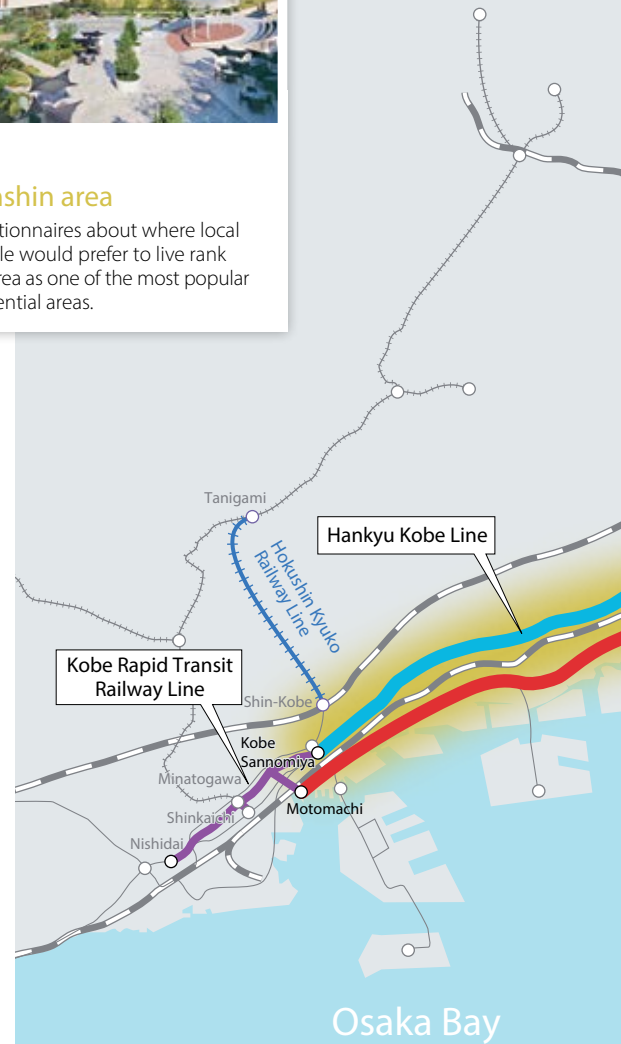 nshin area
tionnaires about where local
le would prefer to live rank
rea as one of the most popular
ential areas.
Tanigami
Hankyu Kobe Line
Hokushin Kyuko
Railway Line
Kobe Rapid Transit
Railway Line
Shin-Kobe
Kobe
Sannomiya
Minatogawa
Motomachi
Shinkaichi
Nishidai
Osaka Bay